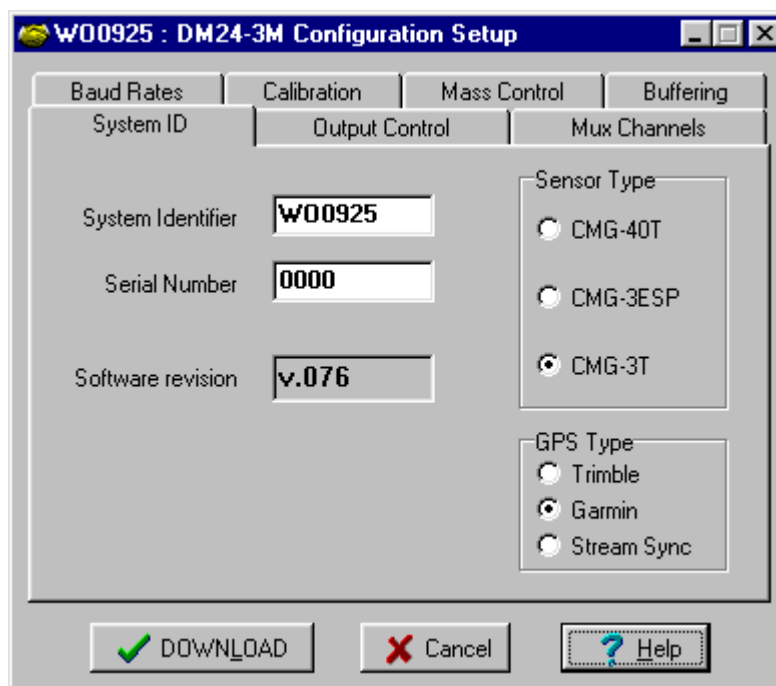 WO0925 : DM24-3M Configuration Setup
Baud Rates
Calibration
Mass Control
Buffering
System ID
Output Control
Mux Channels
System Identifier
WO0925
Serial Number
0000
Software revision
v.076
Sensor Type
CMG-40T
CMG-3ESP
CMG-3T
GPS Type
Trimble
Garmin
Stream Sync
DOWNLOAD
Cancel
? Help